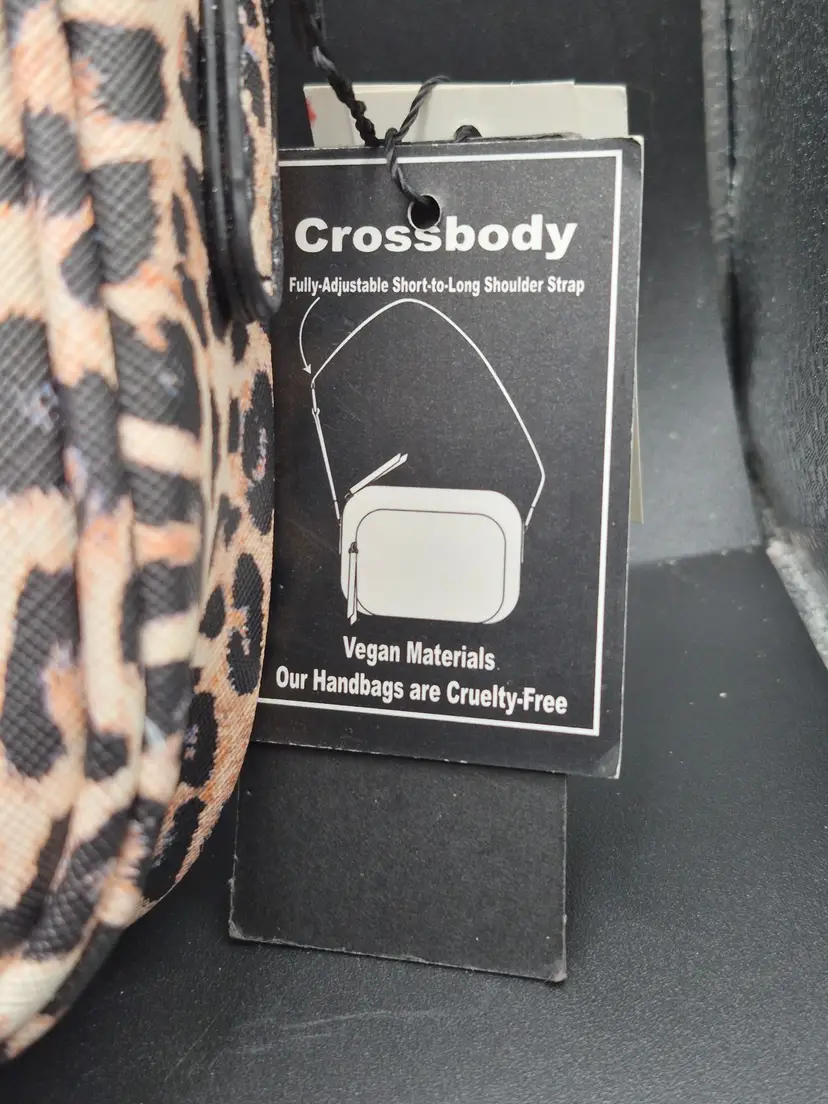 Crossbody
Fully-Adjustable Short-to-Long Shoulder Strap
Vegan Materials
Our Handbags are Cruelty-Free